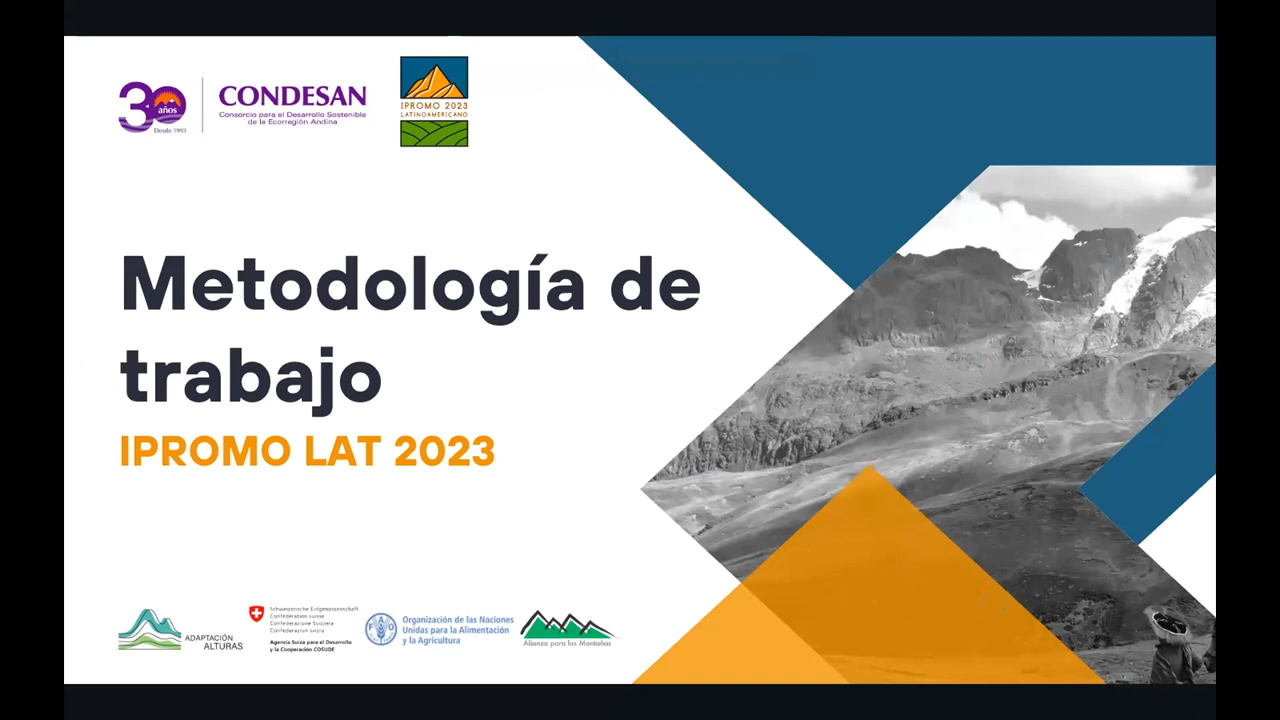 30 años
Desde 1993
CONDESAN
Consorcio para el Desarrollo Sostenible
de la Ecorregión Andina
IPROMO 2023
LATINOAMERICANO
Metodología de
trabajo
IPROMO LAT 2023
ADAPTACIÓN
ALTURAS
Schweizerische Eidgenossenschaft
Confédération suisse
Confederazione Svizzera
Confederaziun svizra
Agencia Suiza para el Desarrollo
y la Cooperación COSUDE
FAO
Organización de las Naciones
Unidas para la Alimentación
y la Agricultura
Alianza para las Montañas